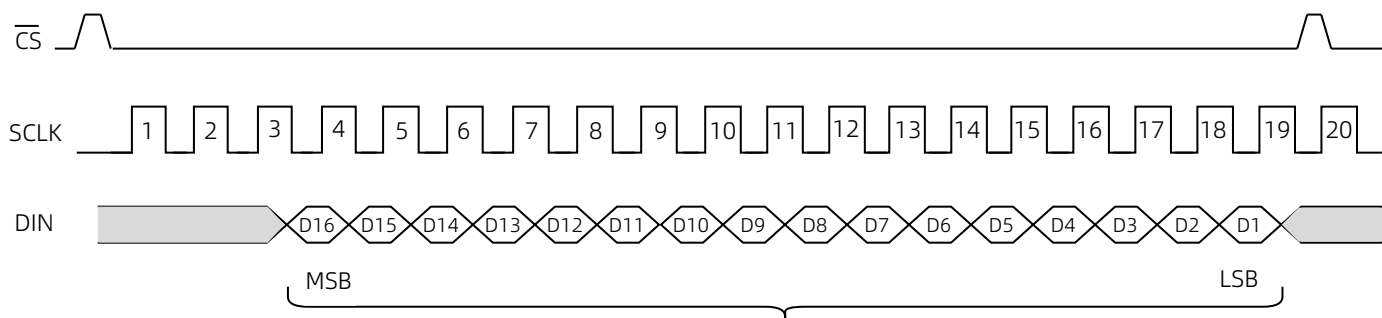 CS
SCLK 1 2 3 4 5 6 7 8 9 10 11 12 13 14 15 16 17 18 19 20
DIN D16 D15 D14 D13 D12 D11 D10 D9 D8 D7 D6 D5 D4 D3 D2 D1
MSB LSB